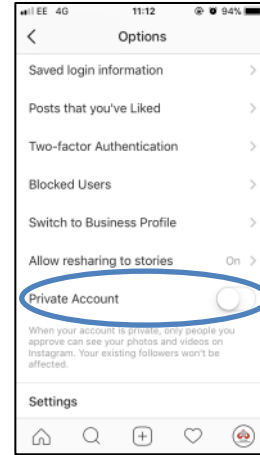 EE 4G 11:12 94%
Options
Saved login information
Posts that you've Liked
Two-factor Authentication
Blocked Users
Switch to Business Profile
Allow resharing to stories On
Private Account
When your account is private, only people you
approve can see your photos and videos on
Instagram. Your existing followers won't be
affected.
Settings